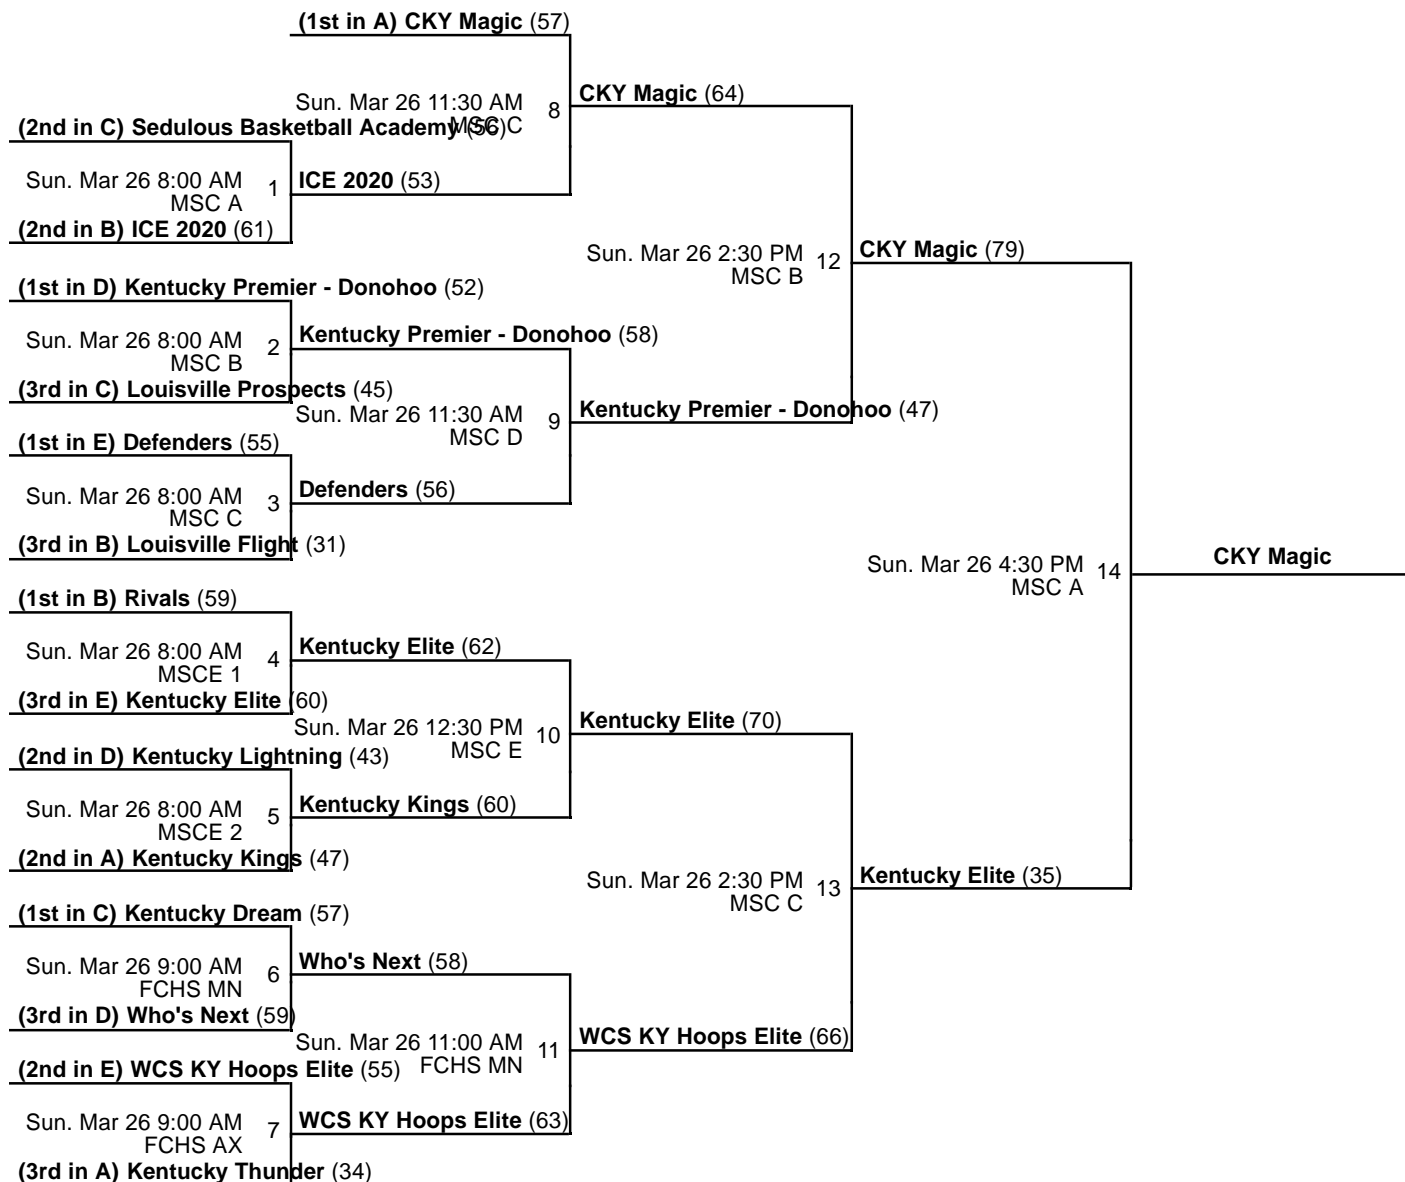 (1st in A) CKY Magic (57)
Sun. Mar 26 11:30 AM
MSC C
8
CKY Magic (64)
(2nd in C) Sedulous Basketball Academy (56)
Sun. Mar 26 8:00 AM
MSC A
1
ICE 2020 (53)
(2nd in B) ICE 2020 (61)
Sun. Mar 26 2:30 PM
MSC B
12
CKY Magic (79)
(1st in D) Kentucky Premier - Donohoo (52)
Sun. Mar 26 8:00 AM
MSC B
2
Kentucky Premier - Donohoo (58)
(3rd in C) Louisville Prospects (45)
Sun. Mar 26 11:30 AM
MSC D
9
Kentucky Premier - Donohoo (47)
(1st in E) Defenders (55)
Sun. Mar 26 8:00 AM
MSC C
3
Defenders (56)
(3rd in B) Louisville Flight (31)
Sun. Mar 26 4:30 PM
MSC A
14
CKY Magic
(1st in B) Rivals (59)
Sun. Mar 26 8:00 AM
MSCE 1
4
Kentucky Elite (62)
(3rd in E) Kentucky Elite (60)
Sun. Mar 26 12:30 PM
MSC E
10
Kentucky Elite (70)
(2nd in D) Kentucky Lightning (43)
Sun. Mar 26 8:00 AM
MSCE 2
5
Kentucky Kings (60)
(2nd in A) Kentucky Kings (47)
Sun. Mar 26 2:30 PM
MSC C
13
Kentucky Elite (35)
(1st in C) Kentucky Dream (57)
Sun. Mar 26 9:00 AM
FCHS MN
6
Who's Next (58)
(3rd in D) Who's Next (59)
Sun. Mar 26 11:00 AM
FCHS MN
11
WCS KY Hoops Elite (66)
(2nd in E) WCS KY Hoops Elite (55)
Sun. Mar 26 9:00 AM
FCHS AX
7
WCS KY Hoops Elite (63)
(3rd in A) Kentucky Thunder (34)